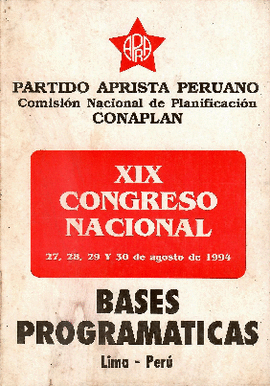 APRA
PARTIDO APRISTA PERUANO
Comisión Nacional de Planificación
CONAPLAN
XIX
CONGRESO
NACIONAL
27, 28, 29 Y 30 de agosto de 1994
BASES
PROGRAMATICAS
Lima - Perú